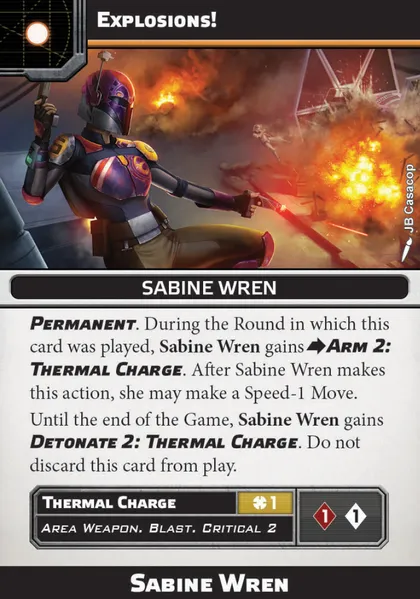 Explosions!
JB Casacop
SABINE WREN
Permanent. During the Round in which this
card was played, Sabine Wren gains Arm 2:
Thermal Charge. After Sabine Wren makes
this action, she may make a Speed-1 Move.
Until the end of the Game, Sabine Wren gains
Detonate 2: Thermal Charge. Do not
discard this card from play.
Thermal Charge 1
Area Weapon. Blast. Critical 2
1 1
Sabine Wren